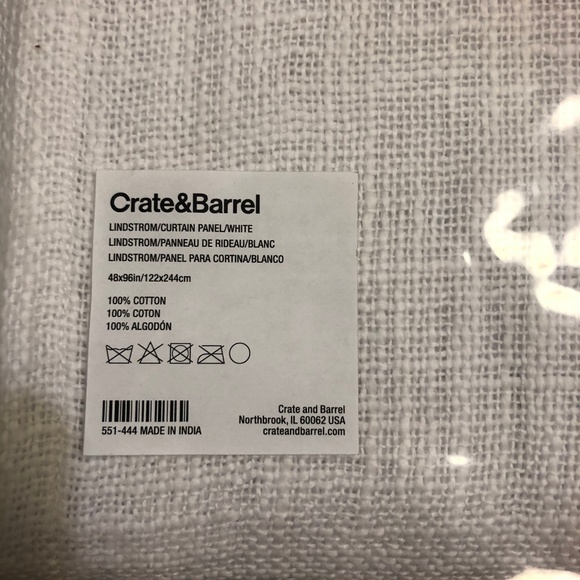 Crate&Barrel
LINDSTROM/CURTAIN PANEL/WHITE
LINDSTROM/PANNEAU DE RIDEAU/BLANC
LINDSTROM/PANEL PARA CORTINA/BLANCO
48x96in/122x244cm
100% COTTON
100% COTON
100% ALGODÓN
551-444 MADE IN INDIA
Crate and Barrel
Northbrook, IL 60062 USA
crateandbarrel.com